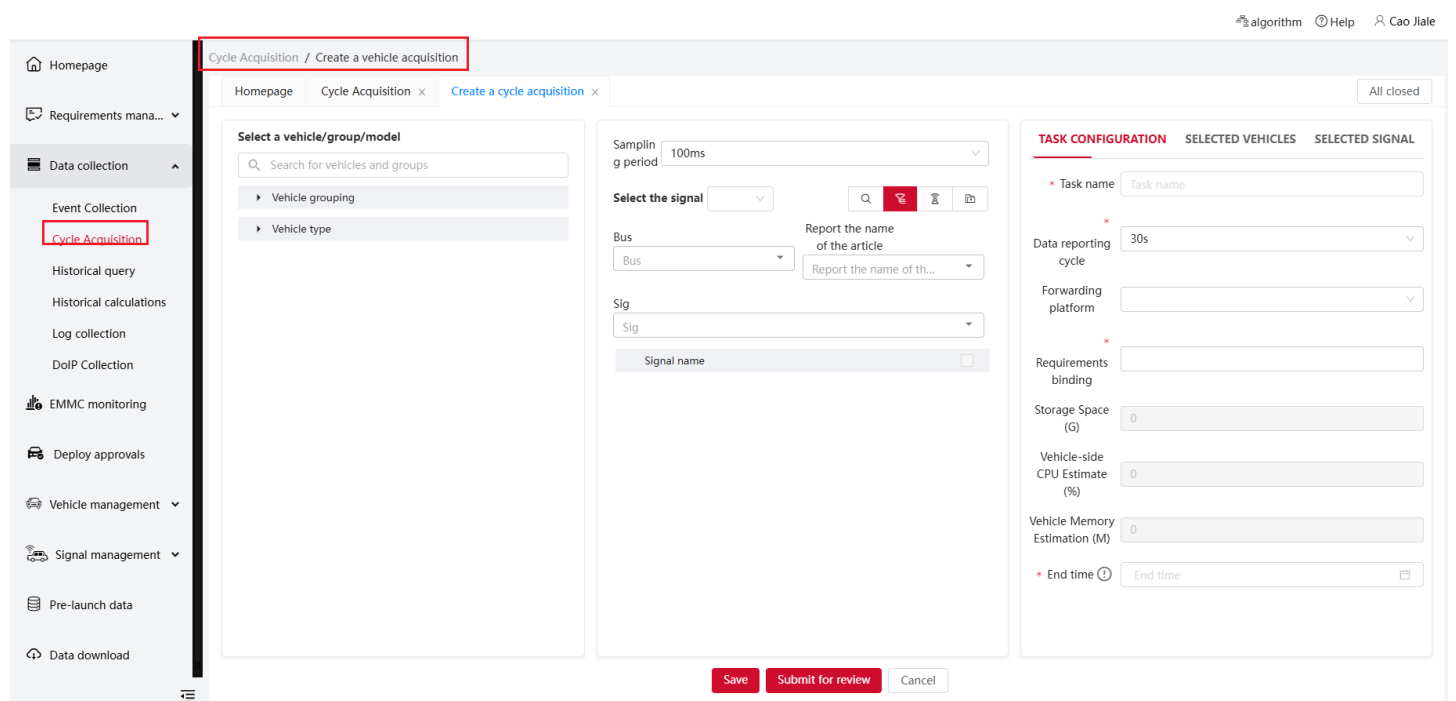 algorithm Help Cao Jiale
Homepage
Requirements mana...
Data collection
Event Collection
Cycle Acquisition
Historical query
Historical calculations
Log collection
DoIP Collection
EMMC monitoring
Deploy approvals
Vehicle management
Signal management
Pre-launch data
Data download
Cycle Acquisition / Create a vehicle acquisition
Homepage Cycle Acquisition × Create a cycle acquisition × All closed
Select a vehicle/group/model
Search for vehicles and groups
Vehicle grouping
Vehicle type
Samplin
g period 100ms
Select the signal
Bus
Bus
Report the name
of the article
Report the name of th...
Sig
Sig
Signal name
TASK CONFIGURATION SELECTED VEHICLES SELECTED SIGNAL
* Task name Task name
*
Data reporting
cycle
30s
Forwarding
platform
*
Requirements
binding
Storage Space
(G)
0
Vehicle-side
CPU Estimate
(%)
0
Vehicle Memory
Estimation (M)
0
* End time End time
Save Submit for review Cancel